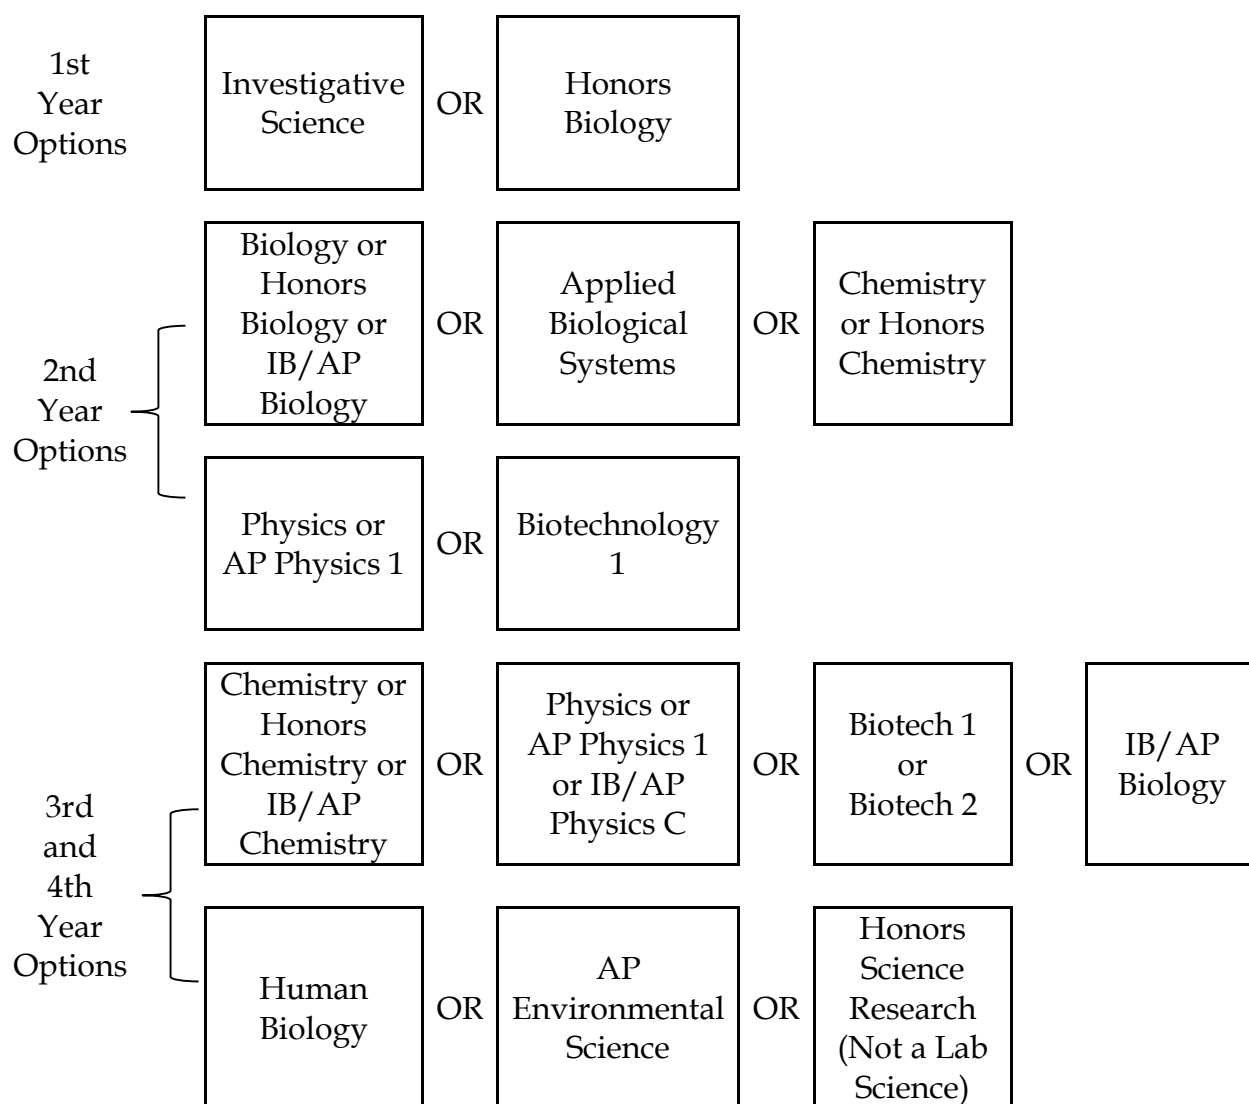 1st
Year
Options
Investigative
Science
OR
Honors
Biology
2nd
Year
Options
Biology or
Honors
Biology or
IB/AP
Biology
OR
Applied
Biological
Systems
OR
Chemistry
or Honors
Chemistry
Physics or
AP Physics 1
OR
Biotechnology
1
3rd
and
4th
Year
Options
Chemistry or
Honors
Chemistry or
IB/AP
Chemistry
OR
Physics or
AP Physics 1
or IB/AP
Physics C
OR
Biotech 1
or
Biotech 2
OR
IB/AP
Biology
Human
Biology
OR
AP
Environmental
Science
OR
Honors
Science
Research
(Not a Lab
Science)